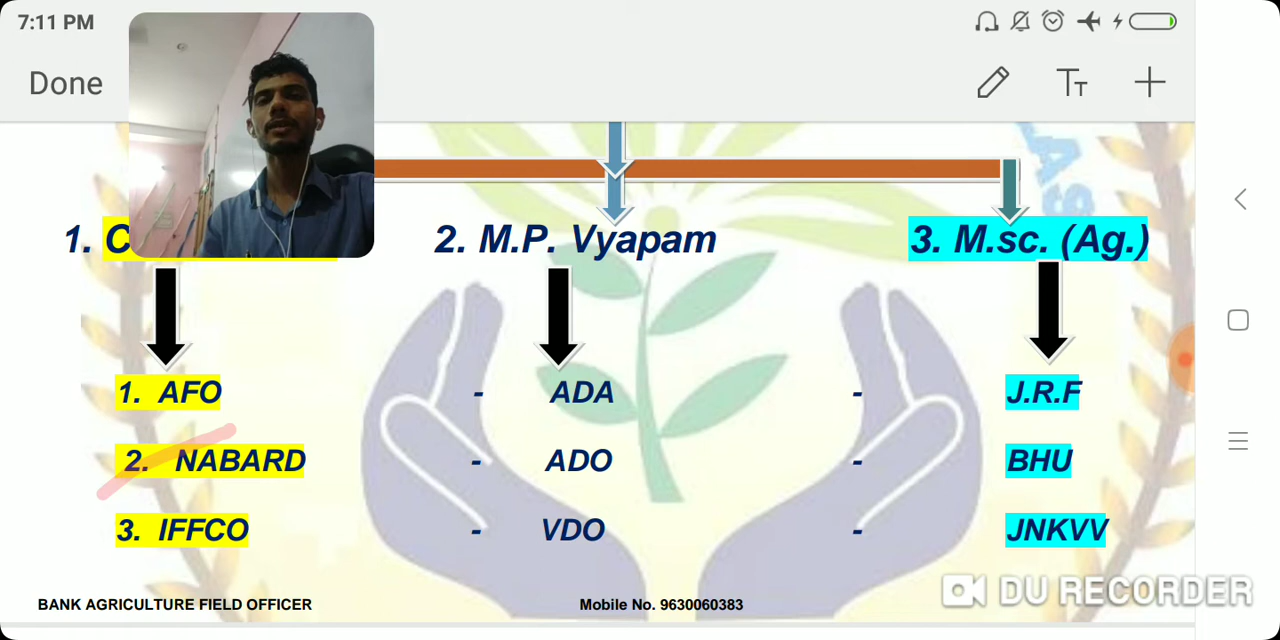 7:11 PM
Done
TT
1. C
2. M.P. Vyapam
3. M.sc. (Ag.)
1. AFO - ADA - J.R.F
2. NABARD - ADO - BHU
3. IFFCO - VDO - JNKVV
BANK AGRICULTURE FIELD OFFICER
Mobile No. 9630060383
DU RECORDER